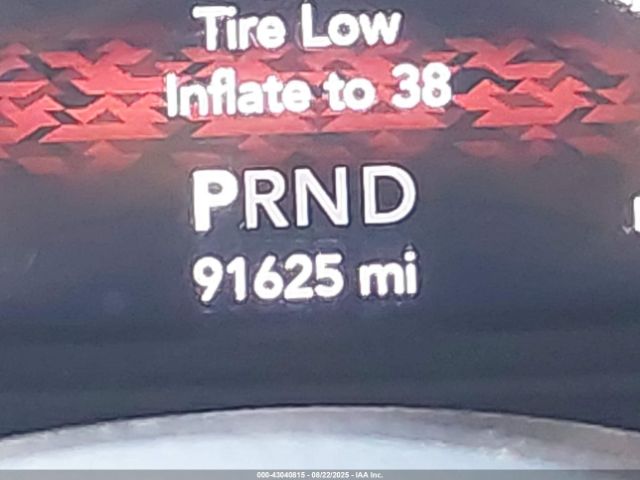 Tire Low
Inflate to 38
PRND
91625 mi
000-43040815 - 08/22/2025 - IAA Inc.